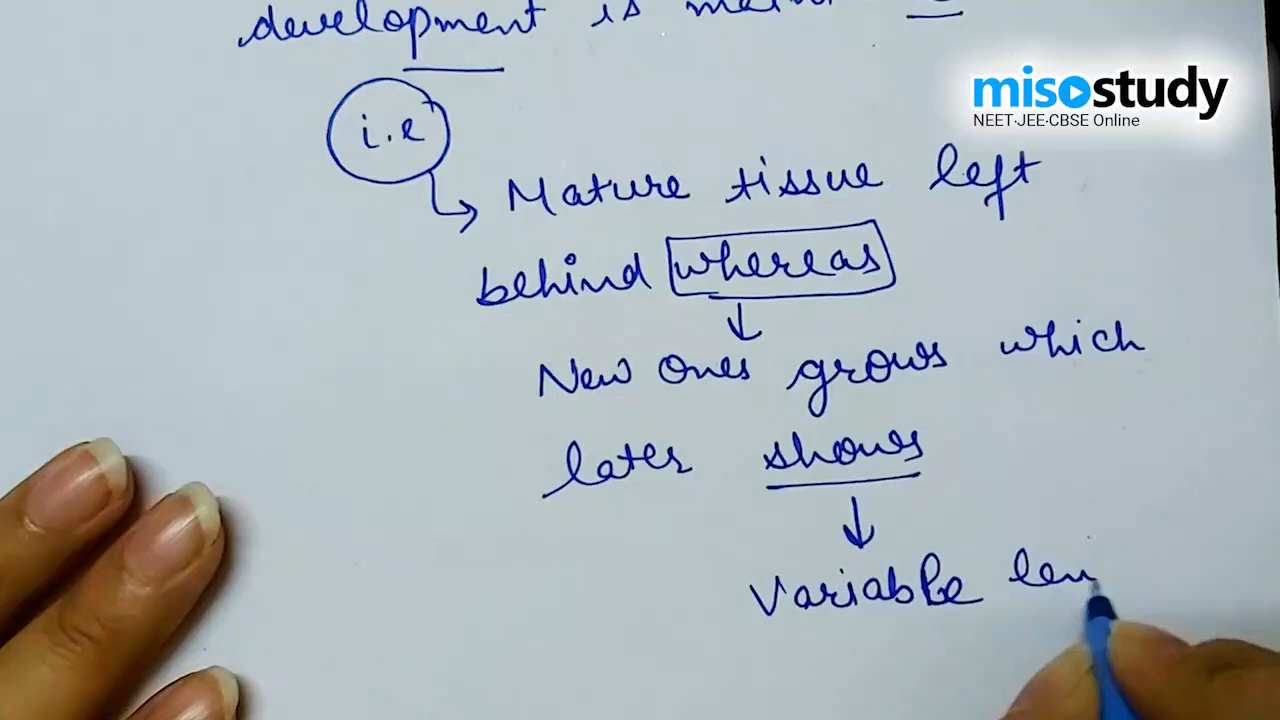 development is
i.e
misostudy
NEET·JEE·CBSE Online
Mature tissue left
behind whereas
New ones grows which
later shows
Variable len